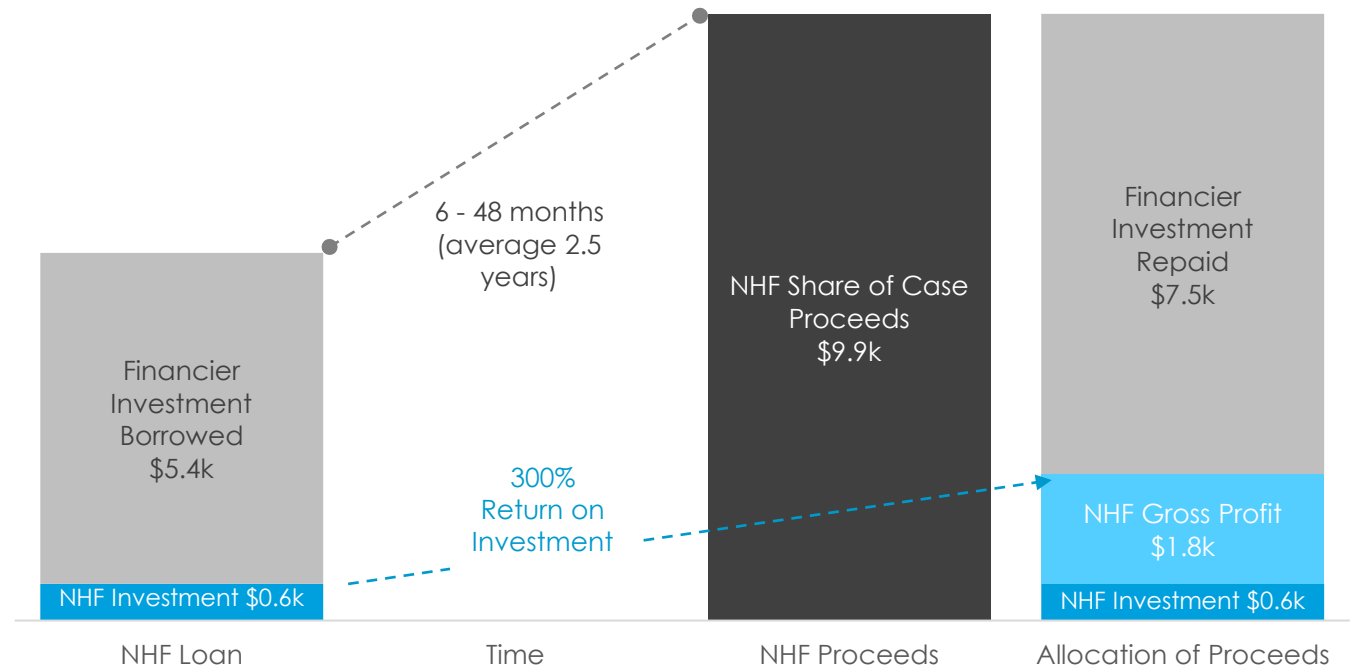 Financier
Investment
Borrowed
$5.4k
NHF Investment $0.6k
6 - 48 months
(average 2.5
years)
300%
Return on
Investment
NHF Share of Case
Proceeds
$9.9k
Financier
Investment
Repaid
$7.5k
NHF Gross Profit
$1.8k
NHF Investment $0.6k
NHF Loan
Time
NHF Proceeds
Allocation of Proceeds